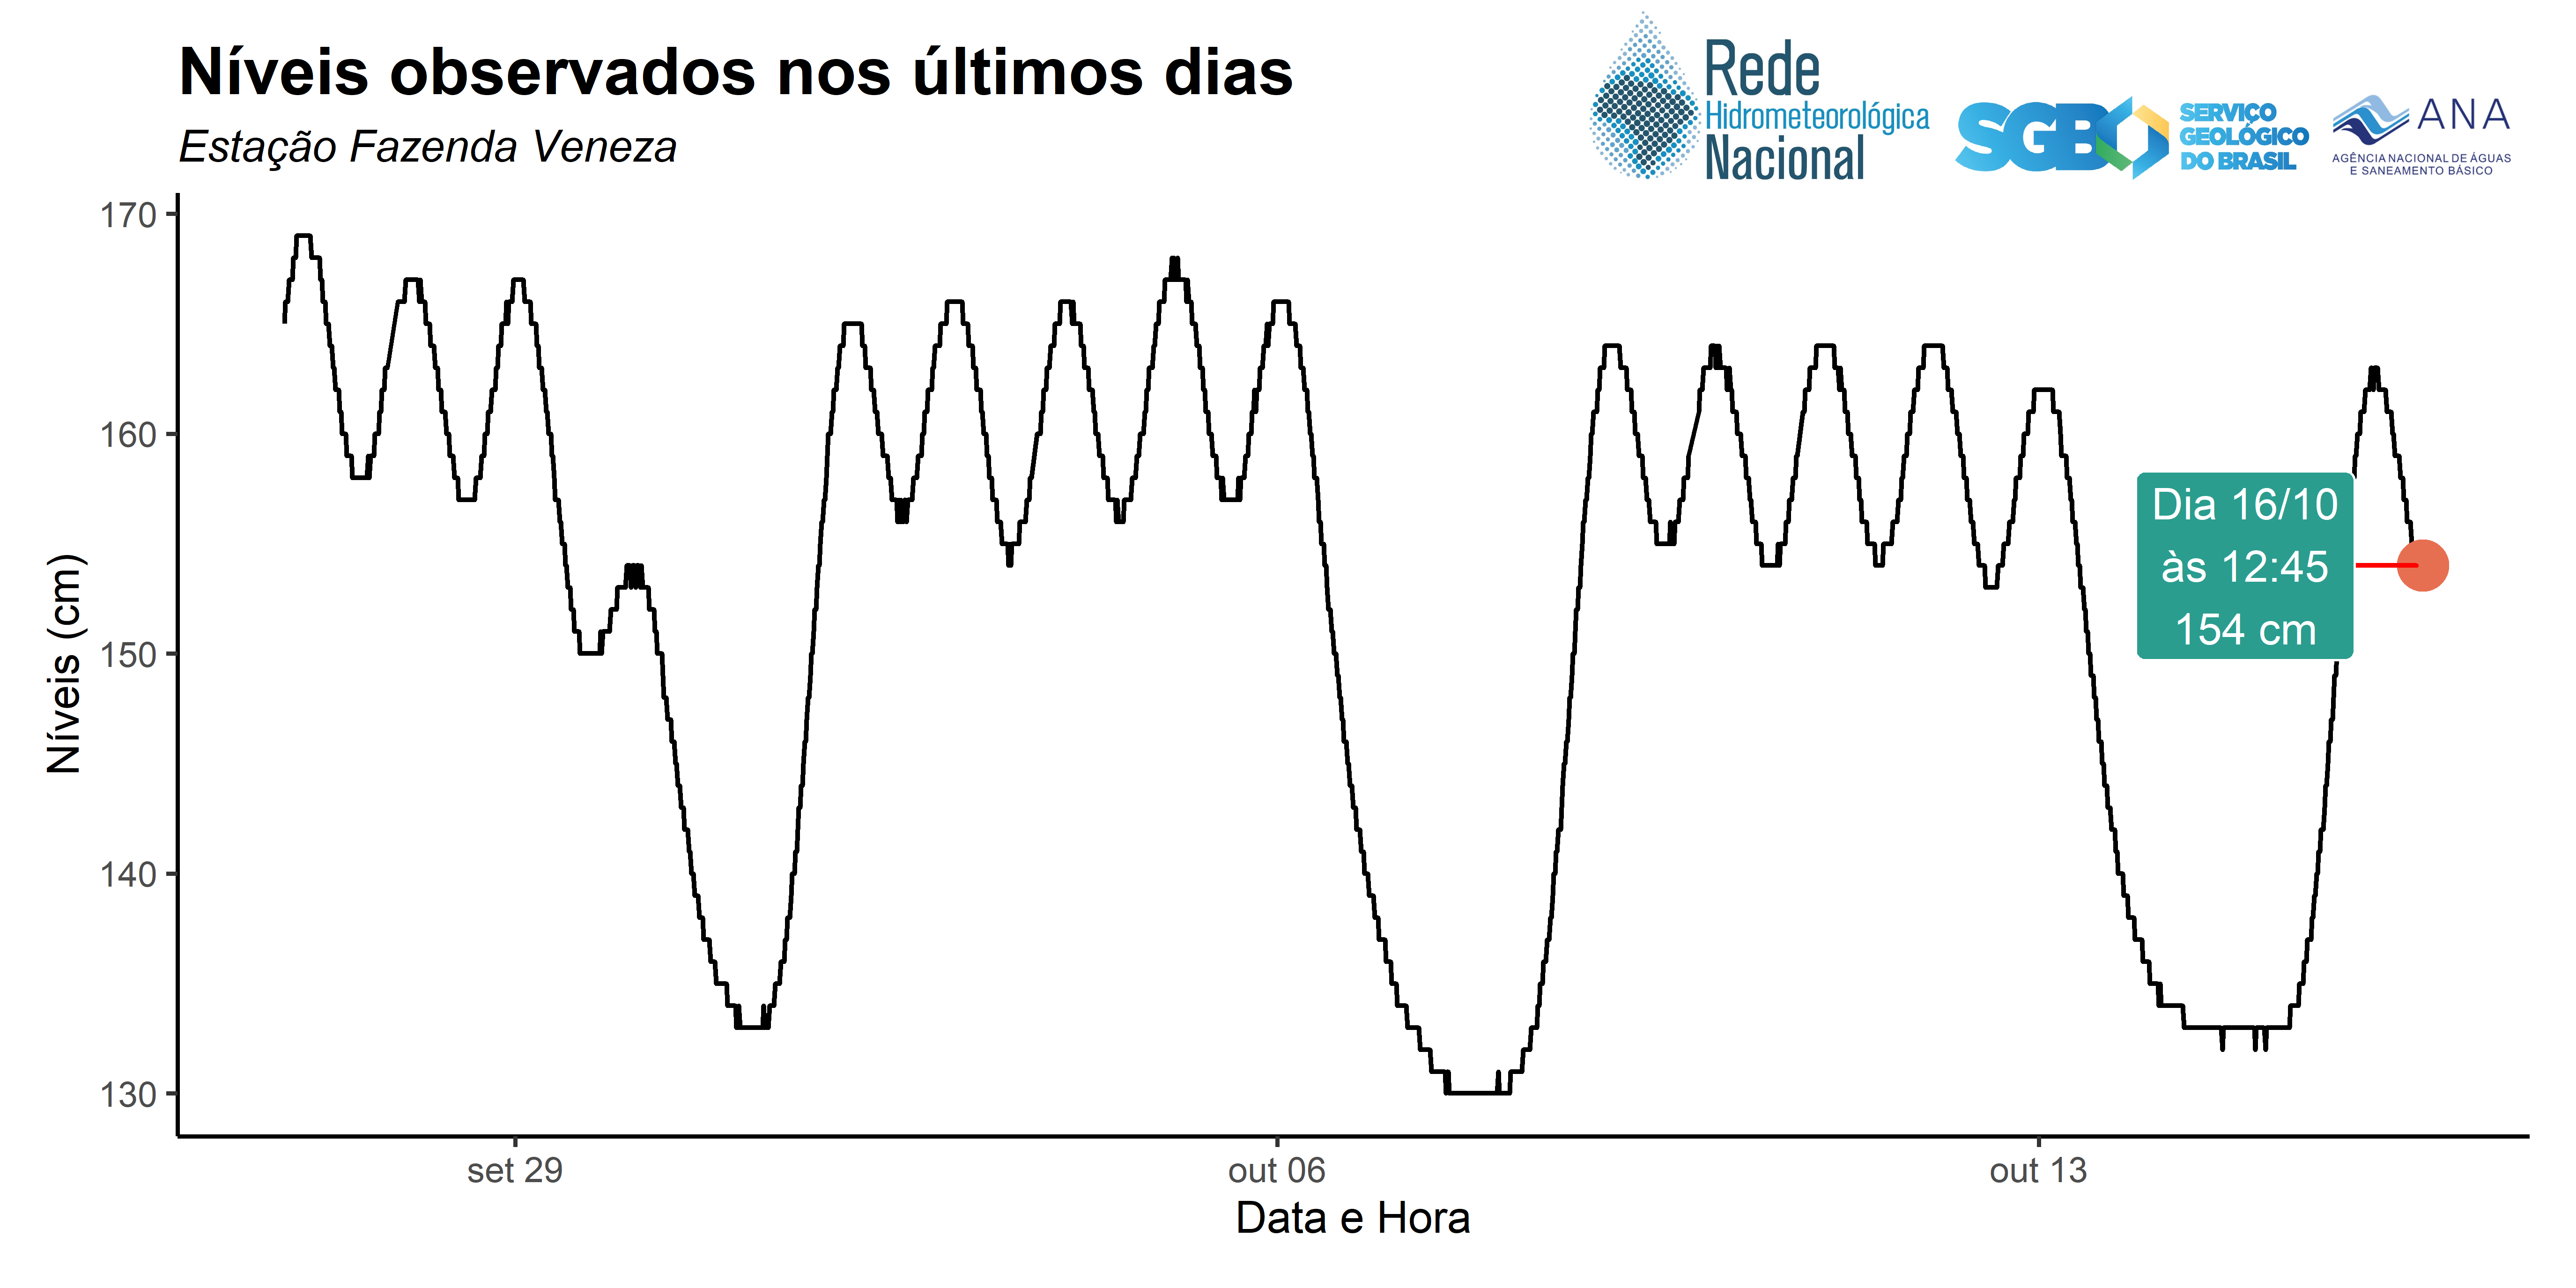 Níveis observados nos últimos dias
Estação Fazenda Veneza
Rede
Hidrometeorológica
Nacional
SGB
SERVIÇO
GEOLÓGICO
DO BRASIL
ANA
AGÊNCIA NACIONAL DE ÁGUAS
E SANEAMENTO BÁSICO
Níveis (cm)
170
160
150
140
130
Dia 16/10
às 12:45
154 cm
set 29
out 06
out 13
Data e Hora